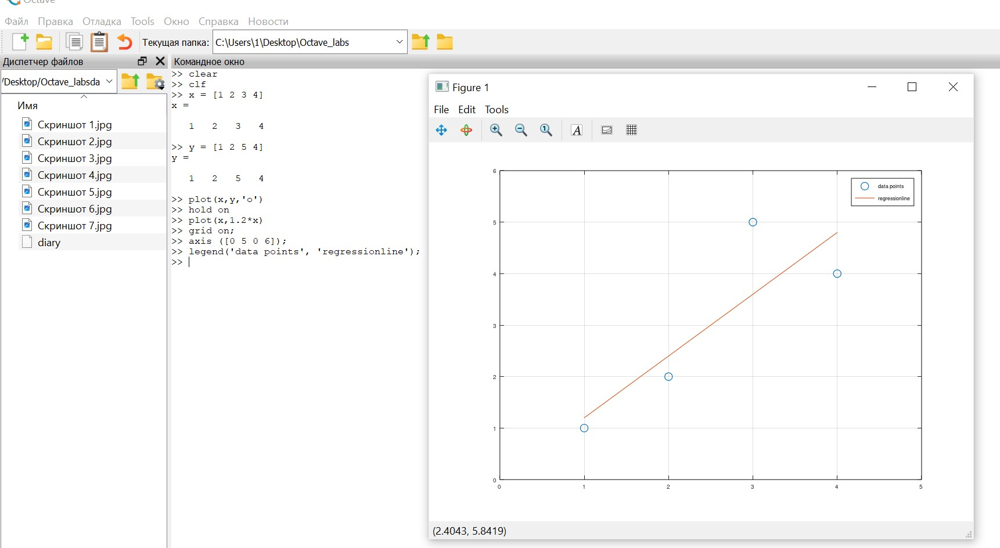 Octave
Файл Правка Отладка Tools Окно Справка Новости
Текущая папка: C:\Users\1\Desktop\Octave_labs
Диспетчер файлов
/Desktop/Octave_labsda
Имя
Скриншот 1.jpg
Скриншот 2.jpg
Скриншот 3.jpg
Скриншот 4.jpg
Скриншот 5.jpg
Скриншот 6.jpg
Скриншот 7.jpg
diary
Командное окно
>> clear
>> clf
>> x = [1 2 3 4]
x =
1 2 3 4
>> y = [1 2 5 4]
y =
1 2 5 4
>> plot(x,y,'o')
>> hold on
>> plot(x,1.2*x)
>> grid on;
>> axis ([0 5 0 6]);
>> legend('data points', 'regressionline');
>>
Figure 1
File Edit Tools
1 A
6
5
4
3
2
1
0
0 1 2 3 4 5
data points
regressionline
(2.4043, 5.8419)